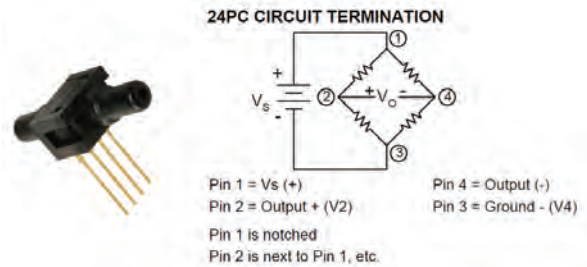 24PC CIRCUIT TERMINATION
1
+
Vs
-
2
+ Vo -
4
3
Pin 1 = Vs (+)
Pin 4 = Output (-)
Pin 2 = Output + (V2)
Pin 3 = Ground - (V4)
Pin 1 is notched
Pin 2 is next to Pin 1, etc.